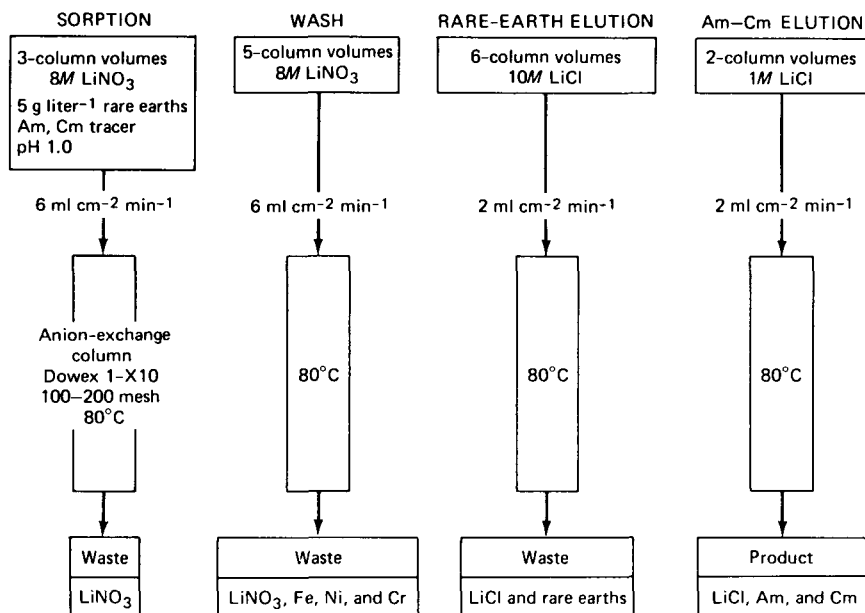 SORPTION
3-column volumes
8M LiNO₃
5 g liter⁻¹ rare earths
Am, Cm tracer
pH 1.0
6 ml cm⁻² min⁻¹
Anion-exchange
column
Dowex 1-X10
100–200 mesh
80°C
Waste
LiNO₃
WASH
5-column volumes
8M LiNO₃
6 ml cm⁻² min⁻¹
80°C
Waste
LiNO₃, Fe, Ni, and Cr
RARE-EARTH ELUTION
6-column volumes
10M LiCl
2 ml cm⁻² min⁻¹
80°C
Waste
LiCl and rare earths
Am–Cm ELUTION
2-column volumes
1M LiCl
2 ml cm⁻² min⁻¹
80°C
Product
LiCl, Am, and Cm